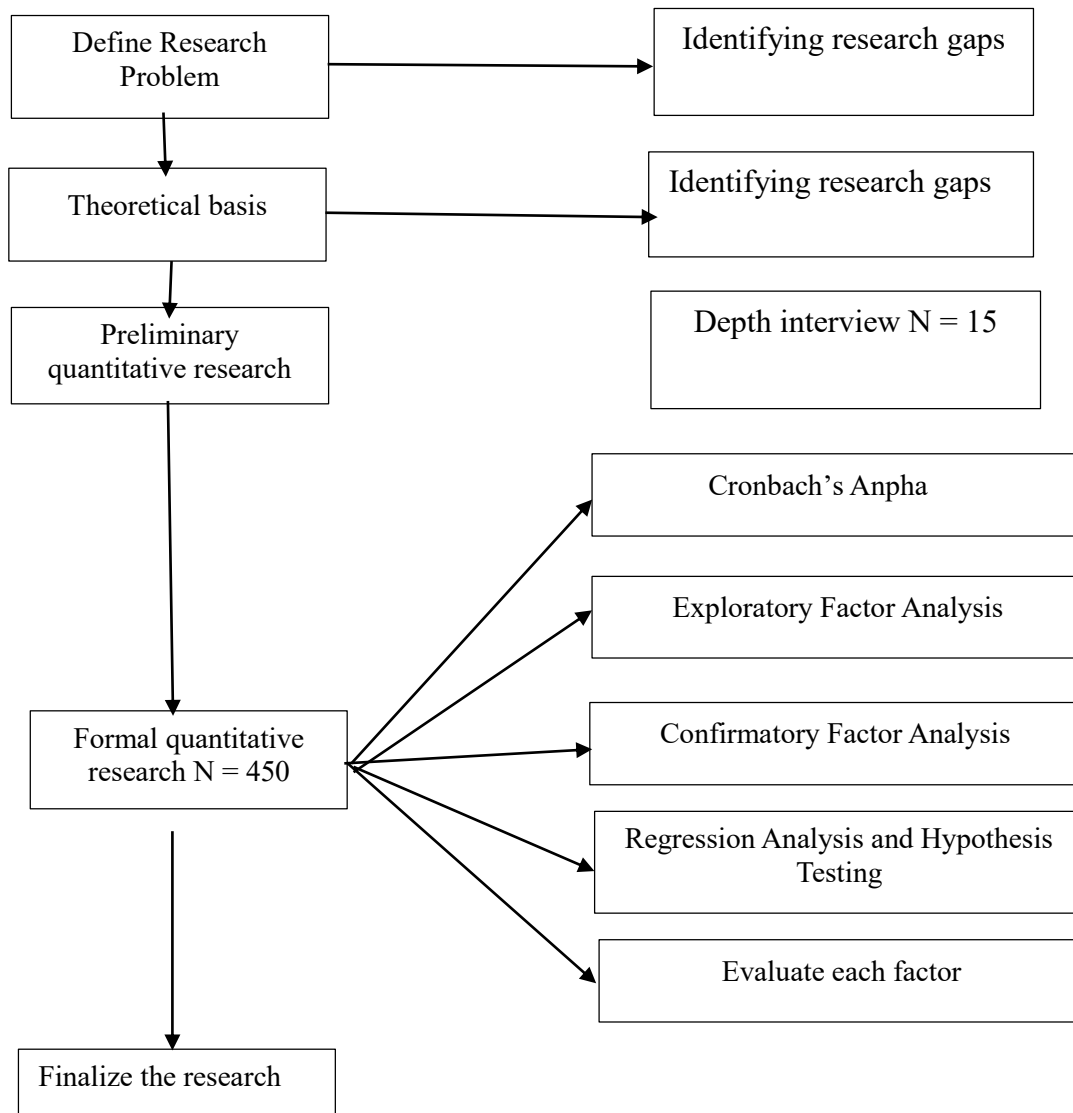 Define Research
Problem
Identifying research gaps
Theoretical basis
Identifying research gaps
Preliminary
quantitative research
Depth interview N = 15
Cronbach’s Anpha
Exploratory Factor Analysis
Confirmatory Factor Analysis
Formal quantitative
research N = 450
Regression Analysis and Hypothesis
Testing
Evaluate each factor
Finalize the research